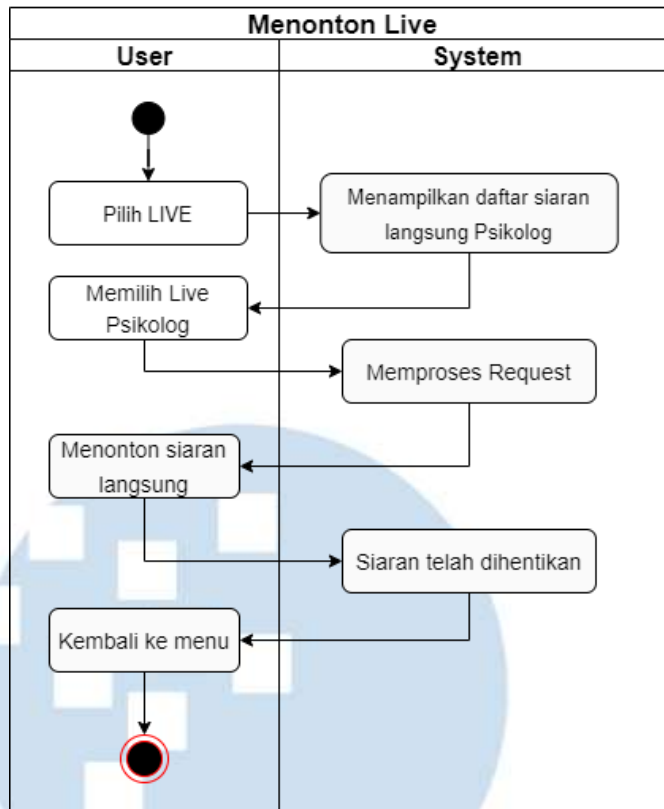 Menonton Live
User
System
Pilih LIVE
Menampilkan daftar siaran
langsung Psikolog
Memilih Live
Psikolog
Memproses Request
Menonton siaran
langsung
Siaran telah dihentikan
Kembali ke menu